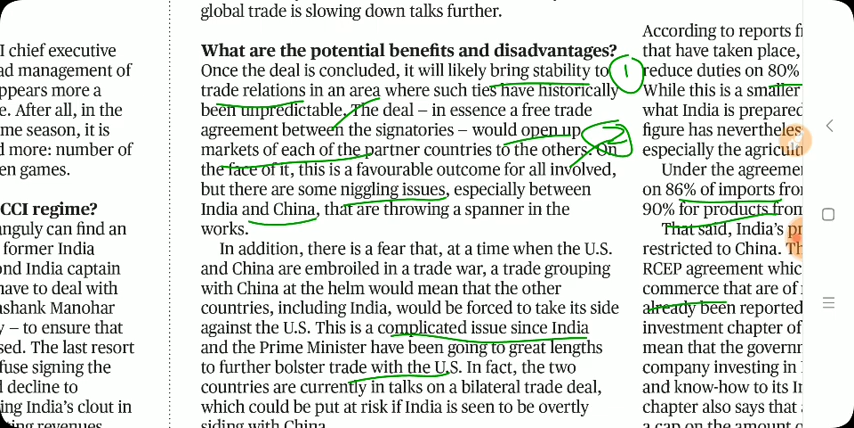 I chief executive
ad management of
ppears more a
e. After all, in the
me season, it is
d more: number of
en games.
CCI regime?
anguly can find an
former India
ond India captain
have to deal with
ashank Manohar
y – to ensure that
sed. The last resort
fuse signing the
l decline to
ing India's clout in
ring revenues
global trade is slowing down talks further.
What are the potential benefits and disadvantages?
Once the deal is concluded, it will likely bring stability to
trade relations in an area where such ties have historically
been unpredictable. The deal – in essence a free trade
agreement between the signatories – would open up
markets of each of the partner countries to the others. On
the face of it, this is a favourable outcome for all involved,
but there are some niggling issues, especially between
India and China, that are throwing a spanner in the
works.
In addition, there is a fear that, at a time when the U.S.
and China are embroiled in a trade war, a trade grouping
with China at the helm would mean that the other
countries, including India, would be forced to take its side
against the U.S. This is a complicated issue since India
and the Prime Minister have been going to great lengths
to further bolster trade with the U.S. In fact, the two
countries are currently in talks on a bilateral trade deal,
which could be put at risk if India is seen to be overtly
siding with China.
1
2
According to reports f
that have taken place,
reduce duties on 80%
While this is a smaller
what India is prepared
figure has nevertheles
especially the agricult
Under the agreeme
on 86% of imports from
90% for products from
That said, India's pr
restricted to China. Th
RCEP agreement whic
commerce that are of
already been reported
investment chapter of
mean that the governr
company investing in
and know-how to its Ir
chapter also says that
a cap on the amount o